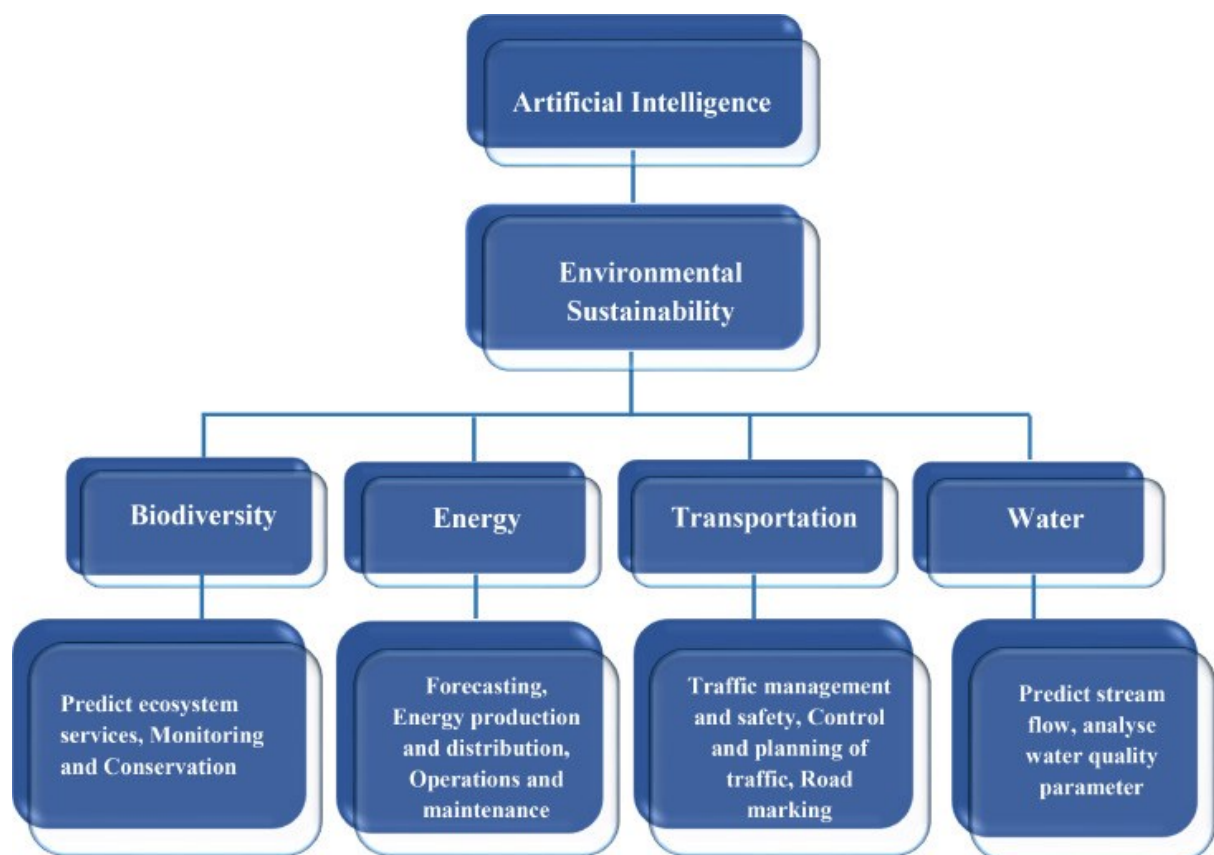 Artificial Intelligence
Environmental
Sustainability
Biodiversity
Energy
Transportation
Water
Predict ecosystem
services, Monitoring
and Conservation
Forecasting,
Energy production
and distribution,
Operations and
maintenance
Traffic management
and safety, Control
and planning of
traffic, Road
marking
Predict stream
flow, analyse
water quality
parameter